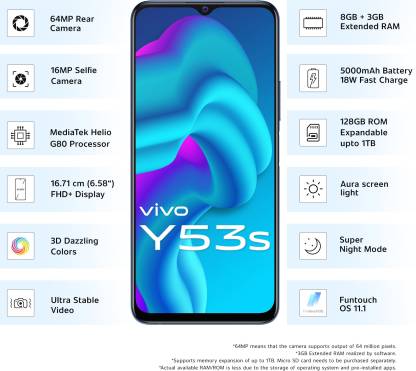 64MP Rear
Camera
16MP Selfie
Camera
MediaTek Helio
G80 Processor
16.71 cm (6.58")
FHD+ Display
3D Dazzling
Colors
Ultra Stable
Video
vivo
Y53s
8GB + 3GB
Extended RAM
5000mAh Battery
18W Fast Charge
128GB ROM
Expandable
upto 1TB
Aura screen
light
Super
Night Mode
Funtouch
OS 11.1
*64MP means that the camera supports output of 64 million pixels.
*3GB Extended RAM realized by software.
*Supports memory expansion of up to 1TB. Micro SD card needs to be purchased separately.
*Actual available RAM/ROM is less due to the storage of operating system and pre-installed apps.